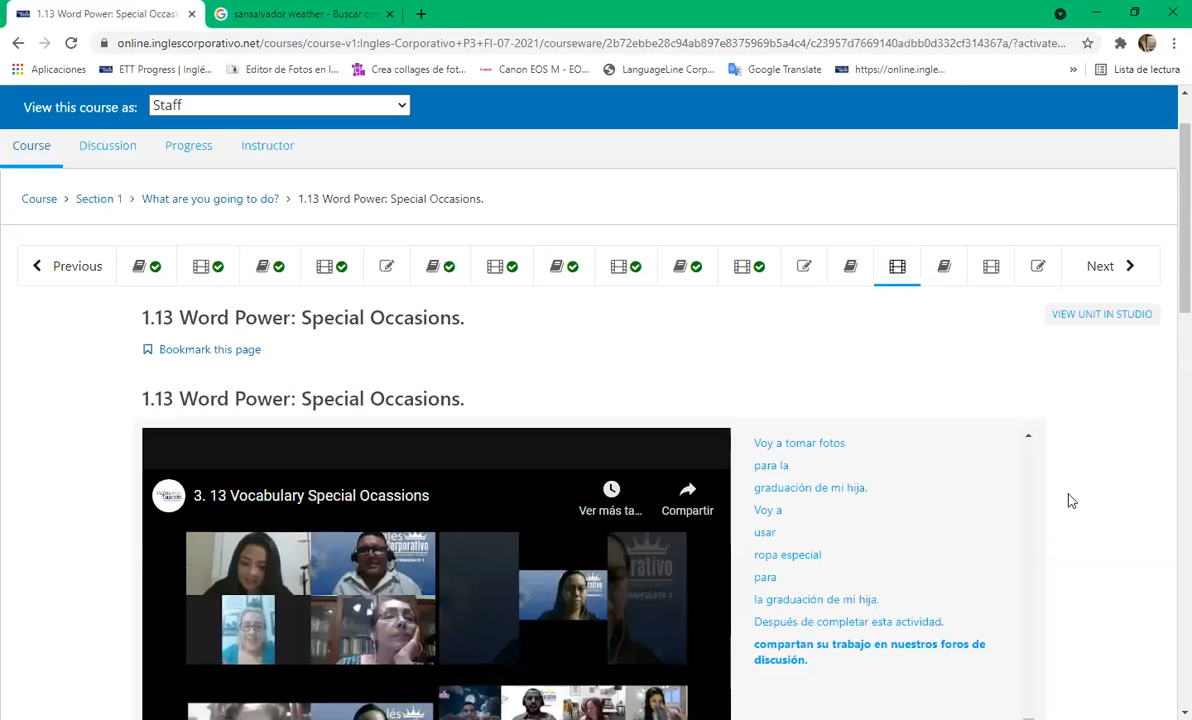 1.13 Word Power: Special Occas
sansalvador weather - Buscar co
online.inglescorporativo.net/courses/course-v1:Ingles-Corporativo+P3+FI-07-2021/courseware/2b72ebbe28c94ab897e8375969b5a4c4/c23957d7669140adbb0d332cf314367a/?activate...
Aplicaciones
ETT Progress | Inglé...
Editor de Fotos en l...
Crea collages de fot...
Canon EOS M - EO...
LanguageLine Corp...
Google Translate
https://online.ingle...
»
Lista de lectura
View this course as:
Staff
Course
Discussion
Progress
Instructor
Course > Section 1 > What are you going to do? > 1.13 Word Power: Special Occasions.
Previous
Next
1.13 Word Power: Special Occasions.
VIEW UNIT IN STUDIO
Bookmark this page
1.13 Word Power: Special Occasions.
3. 13 Vocabulary Special Ocassions
Ver más ta...
Compartir
Voy a tomar fotos
para la
graduación de mi hija.
Voy a
usar
ropa especial
para
la graduación de mi hija.
Después de completar esta actividad.
compartan su trabajo en nuestros foros de
discusión.